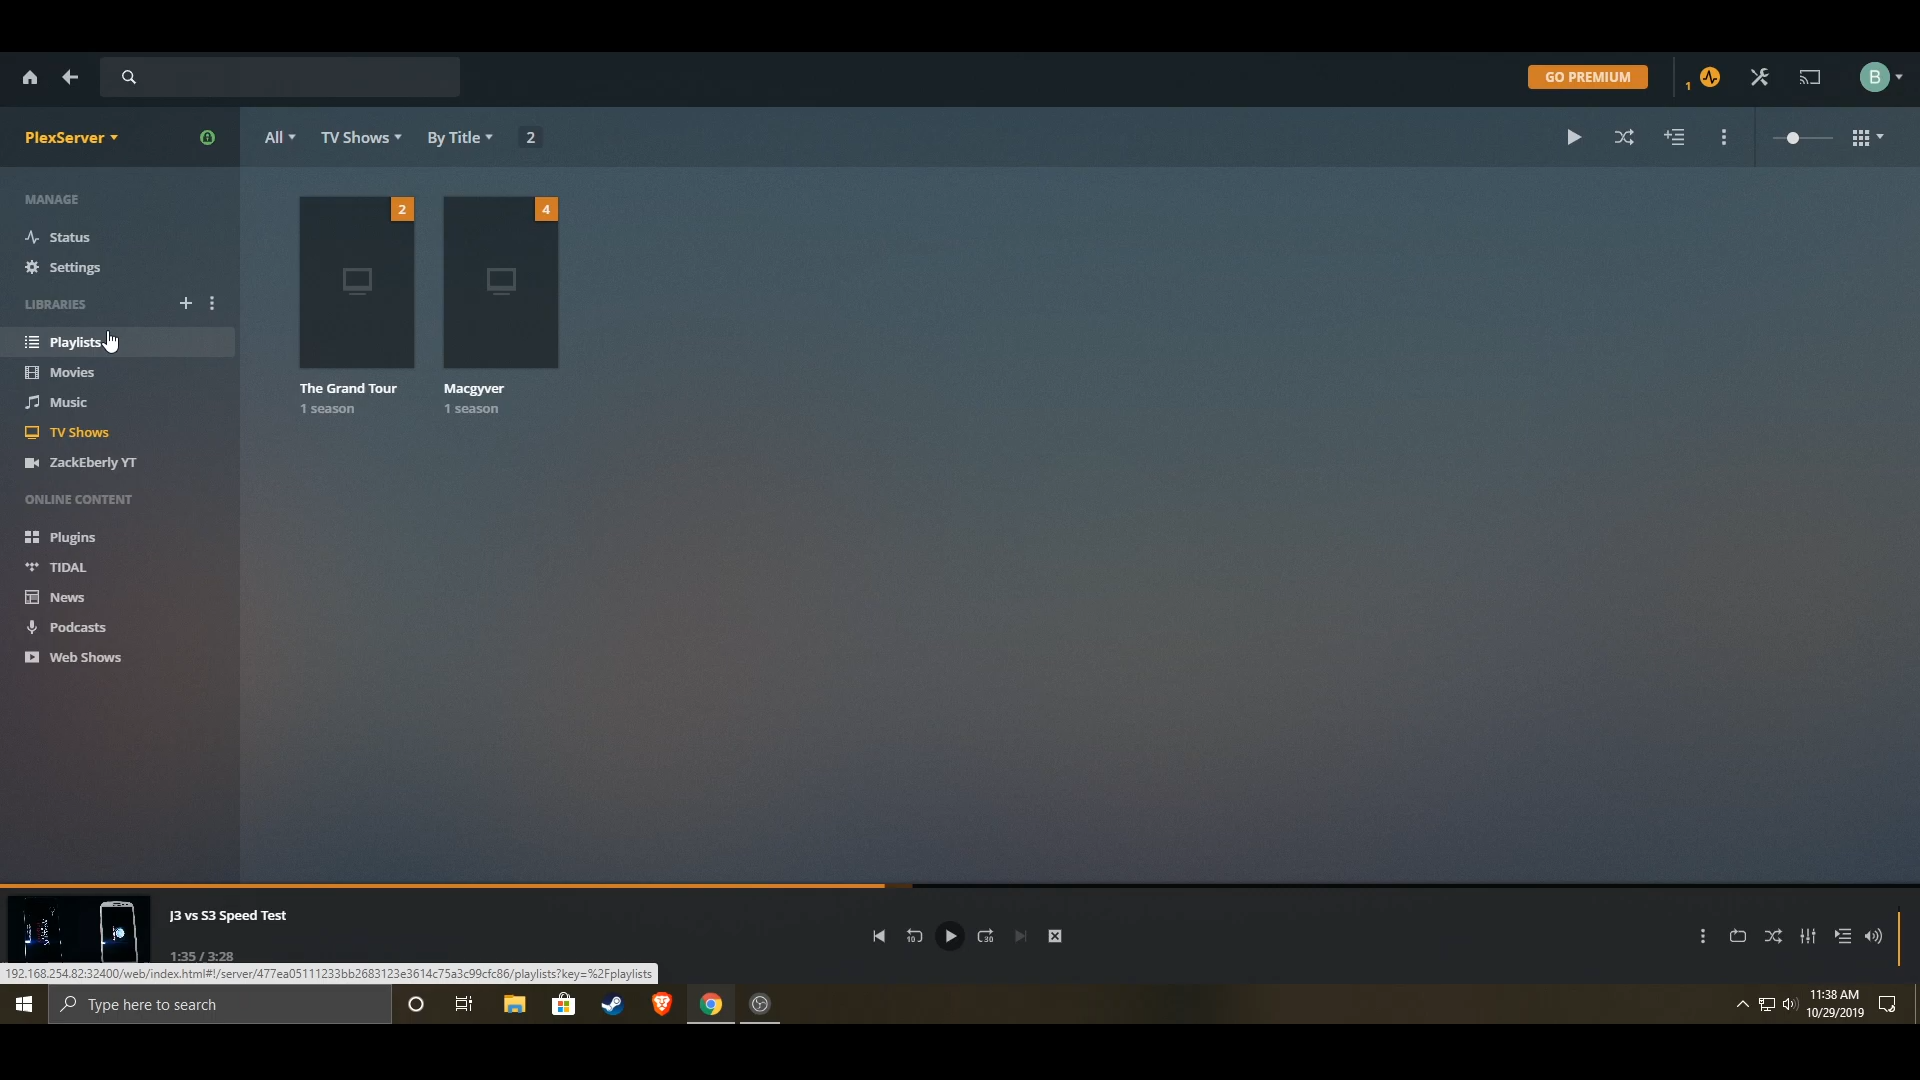 GO PREMIUM
1
B
PlexServer
All
TV Shows
By Title
2
MANAGE
Status
Settings
LIBRARIES
Playlists
Movies
Music
TV Shows
ZackEberly YT
ONLINE CONTENT
Plugins
TIDAL
News
Podcasts
Web Shows
2
4
The Grand Tour
1 season
Macgyver
1 season
J3 vs S3 Speed Test
1:35 / 3:28
10
30
192.168.254.82:32400/web/index.html#!/server/477ea05111233bb2683123e3614c75a3c99cfc86/playlists?key=%2Fplaylists
Type here to search
11:38 AM
10/29/2019